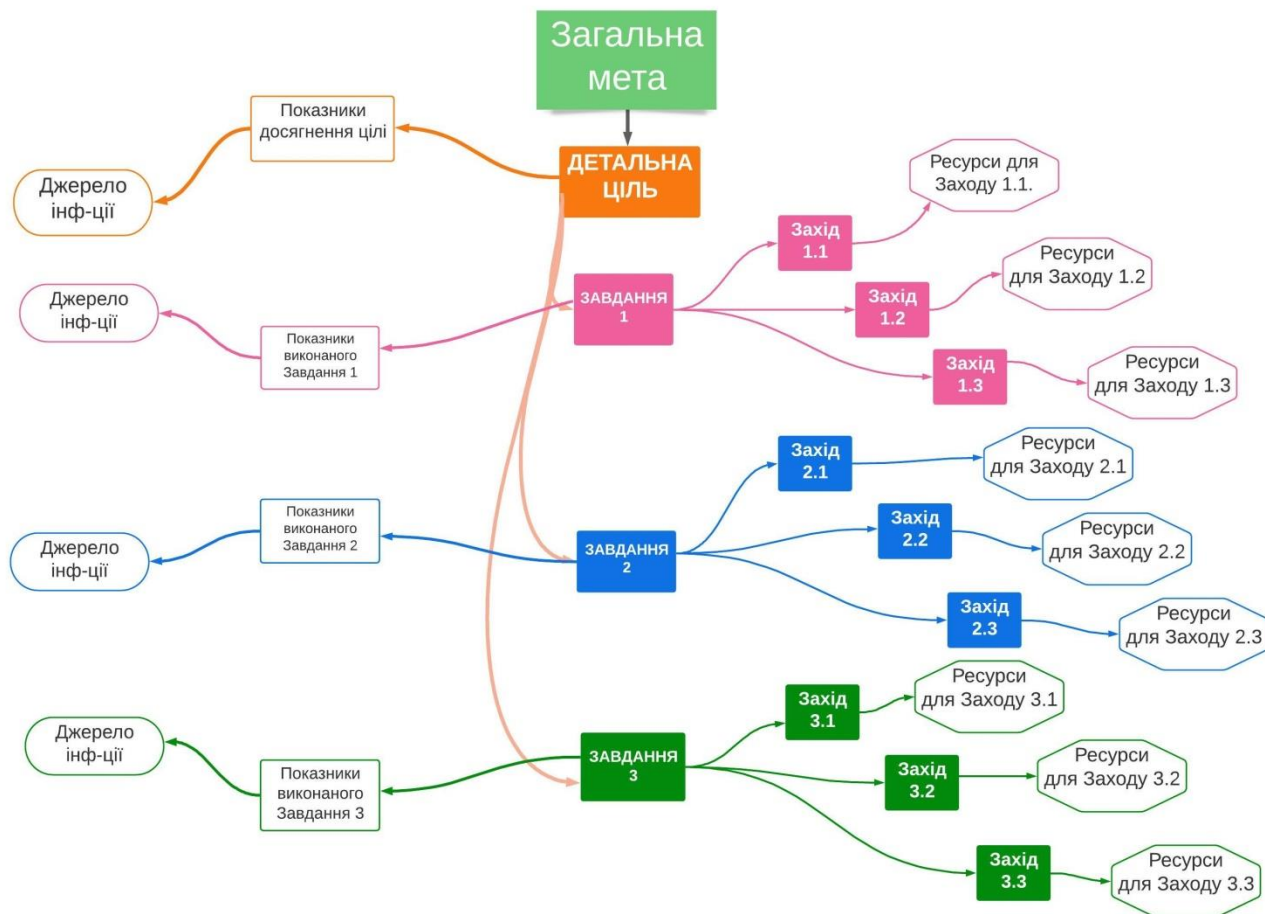 Загальна
мета
Показники
досягнення цілі
ДЕТАЛЬНА
ЦІЛЬ
Джерело
інф-ції
Ресурси для
Заходу 1.1.
Захід
1.1
Ресурси
для Заходу 1.2
Джерело
інф-ції
ЗАВДАННЯ
1
Захід
1.2
Показники
виконаного
Завдання 1
Захід
1.3
Ресурси
для Заходу 1.3
Захід
2.1
Ресурси
для Заходу 2.1
Показники
виконаного
Завдання 2
Захід
2.2
Ресурси
для Заходу 2.2
Джерело
інф-ції
ЗАВДАННЯ
2
Захід
2.3
Ресурси
для Заходу 2.3
Захід
3.1
Ресурси
для Заходу 3.1
Джерело
інф-ції
ЗАВДАННЯ
3
Показники
виконаного
Завдання 3
Захід
3.2
Ресурси
для Заходу 3.2
Захід
3.3
Ресурси
для Заходу 3.3